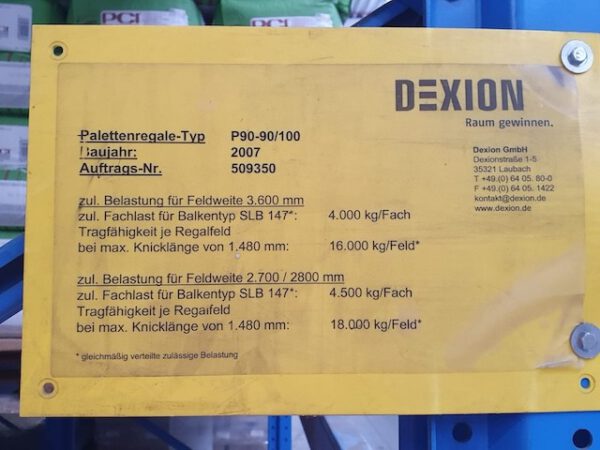 PCI
PCI
DEXION
Raum gewinnen.
Palettenregale-Typ P90-90/100
Baujahr: 2007
Auftrags-Nr. 509350
Dexion GmbH
Dexionstraße 1-5
35321 Laubach
T +49.(0) 64 05. 80-0
F +49.(0) 64 05. 1422
kontakt@dexion.de
www.dexion.de
zul. Belastung für Feldweite 3.600 mm
zul. Fachlast für Balkentyp SLB 147*: 4.000 kg/Fach
Tragfähigkeit je Regalfeld
bei max. Knicklänge von 1.480 mm: 16.000 kg/Feld*
zul. Belastung für Feldweite 2.700 / 2800 mm
zul. Fachlast für Balkentyp SLB 147*: 4.500 kg/Fach
Tragfähigkeit je Regalfeld
bei max. Knicklänge von 1.480 mm: 18.000 kg/Feld*
* gleichmäßig verteilte zulässige Belastung